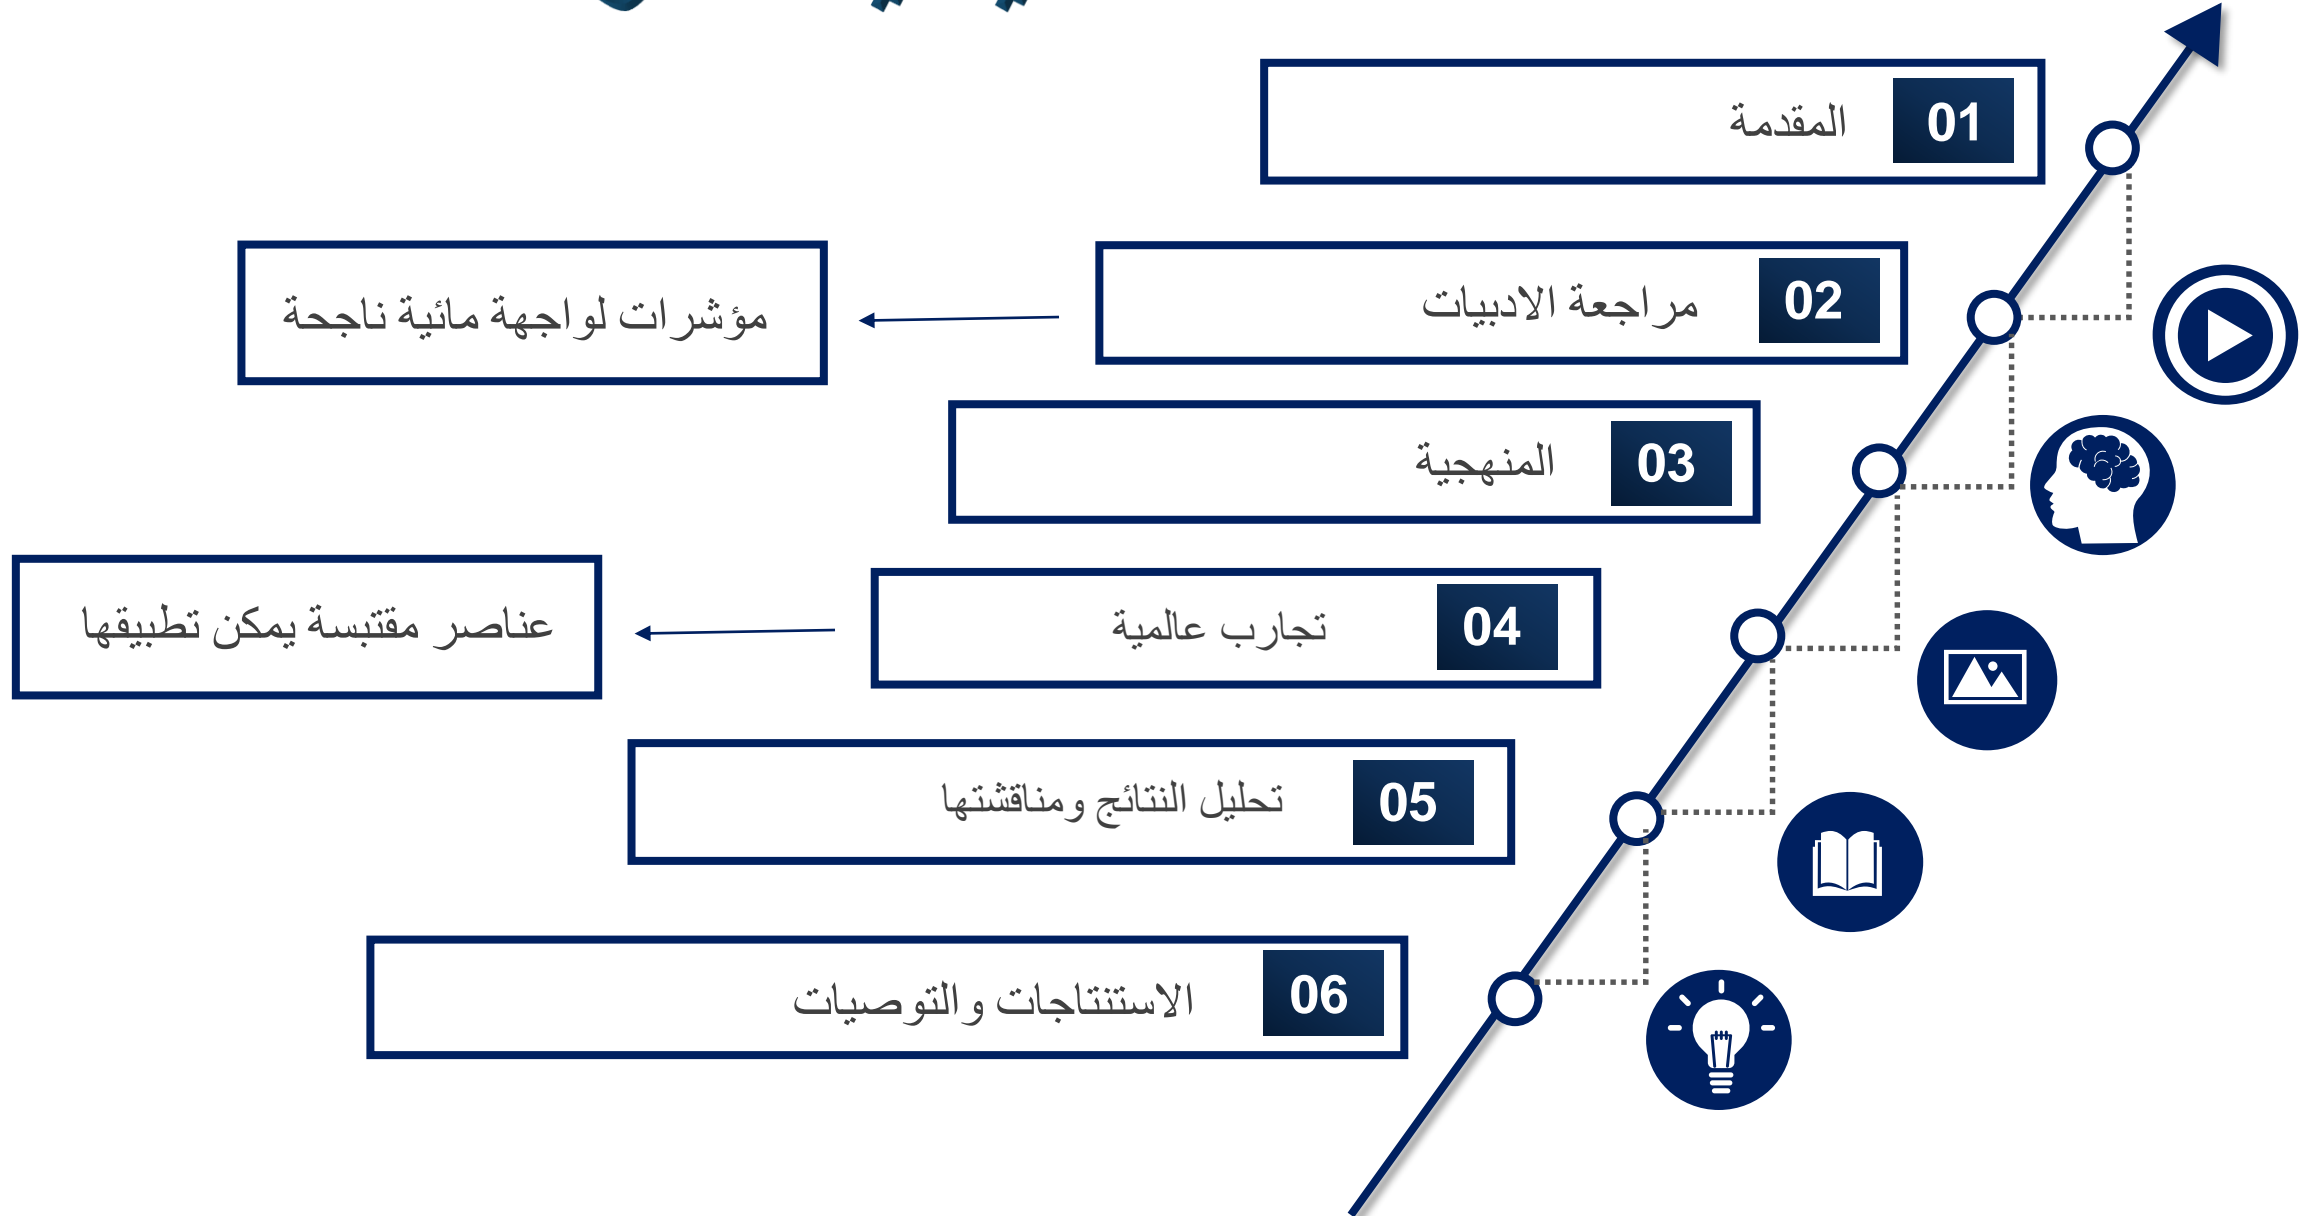 01 المقدمة
02 مراجعة الادبيات
مؤشرات لواجهة مائية ناجحة
03 المنهجية
04 تجارب عالمية
عناصر مقتبسة يمكن تطبيقها
05 تحليل النتائج ومناقشتها
06 الاستنتاجات والتوصيات